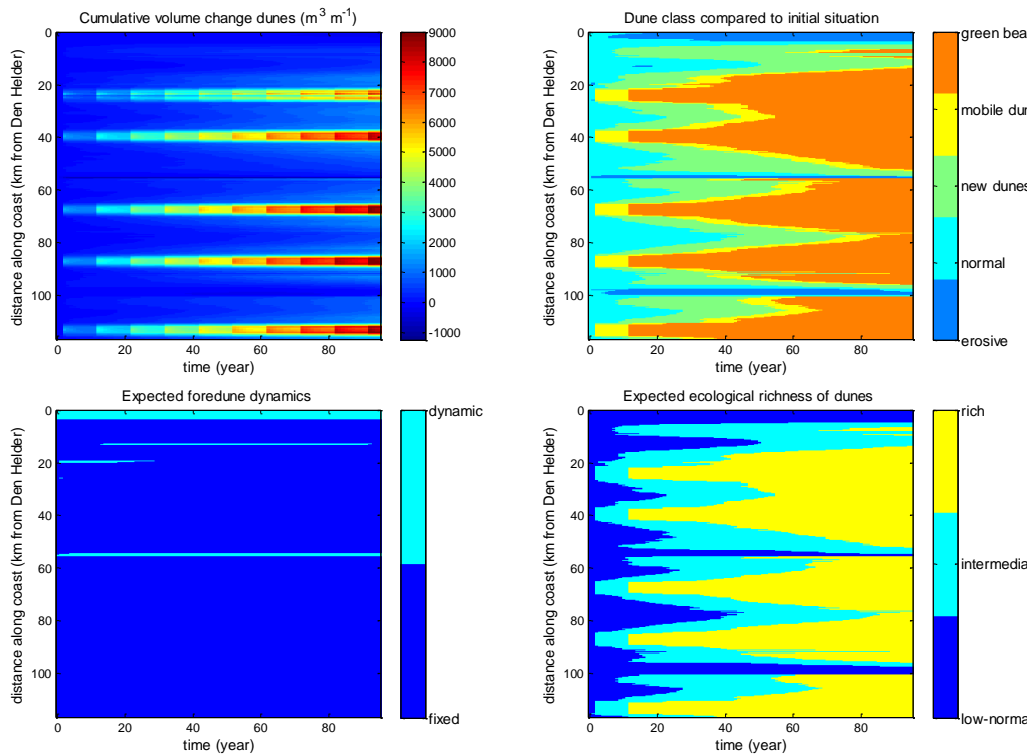 Cumulative volume change dunes (m³ m⁻¹)
distance along coast (km from Den Helder)
0
20
40
60
80
100
0
20
40
60
80
time (year)
9000
8000
7000
6000
5000
4000
3000
2000
1000
0
-1000
Dune class compared to initial situation
distance along coast (km from Den Helder)
0
20
40
60
80
100
0
20
40
60
80
time (year)
green bea
mobile dun
new dunes
normal
erosive
Expected foredune dynamics
distance along coast (km from Den Helder)
0
20
40
60
80
100
0
20
40
60
80
time (year)
dynamic
fixed
Expected ecological richness of dunes
distance along coast (km from Den Helder)
0
20
40
60
80
100
0
20
40
60
80
time (year)
rich
intermedia
low-norma